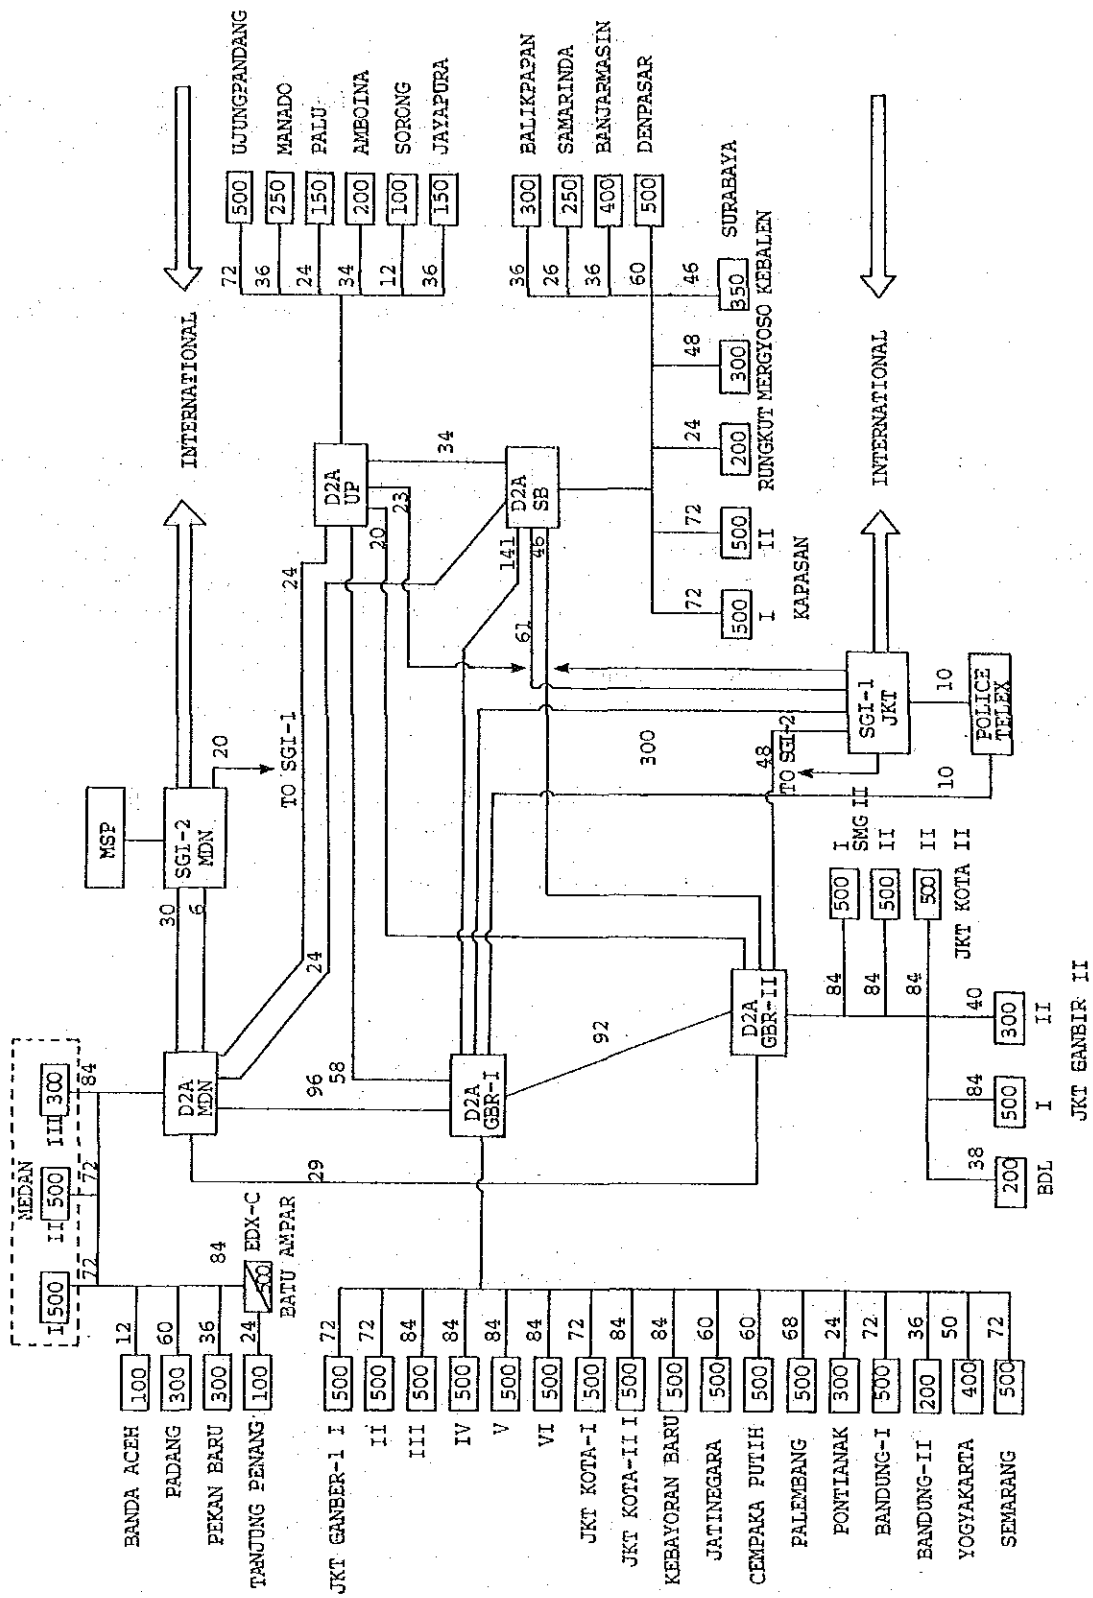 MEDAN
I 500
II 500
III 300
72
72
84
BANDA ACEH 100 12
PADANG 300 60
PEKAN BARU 300 36
TANJUNG PENANG 100 24
84
500 EDX-C
BATU AMPAR
JKT GANBER-1 I 500 72
II 500 72
III 500 84
IV 500 84
V 500 84
VI 500 84
JKT KOTA-I 500 72
JKT KOTA-III 500 84
KEBAYORAN BARU 500 84
JATINEGARA 500 60
CEMPAKA PUTIH 500 60
PALEMBANG 500 68
PONTIANAK 300 24
BANDUNG-I 500 72
BANDUNG-II 200 36
YOGYAKARTA 400 50
SEMARANG 500 72
D2A
MDN
30
6
24
24
96
58
29
MSP
SGI-2
MDN
20
TO SGI-1
INTERNATIONAL
D2A
GBR-I
92
D2A
GBR-II
D2A
UP
20
23
34
D2A
SB
141
46
61
72 500 UJUNGPANDANG
36 250 MANADO
24 150 PALU
34 200 AMBOINA
12 100 SORONG
36 150 JAYAPURA
36 300 BALIKPAPAN
26 250 SAMARINDA
36 400 BANJARMASIN
60 500 DENPASAR
72
72
24
48
46
500
500
200
300
350
I
II
RUNGKUT
MERGYOSO
KEBALEN
KAPASAN
SURABAYA
300
48
TO SGI-2
SGI-1
JKT
INTERNATIONAL
10
10
POLICE
TELEX
84 500 I
SMG II
84 500 II
84 500 II
JKT KOTA II
38
84
40
200
500
300
BDL
I
II
JKT GANBIR II